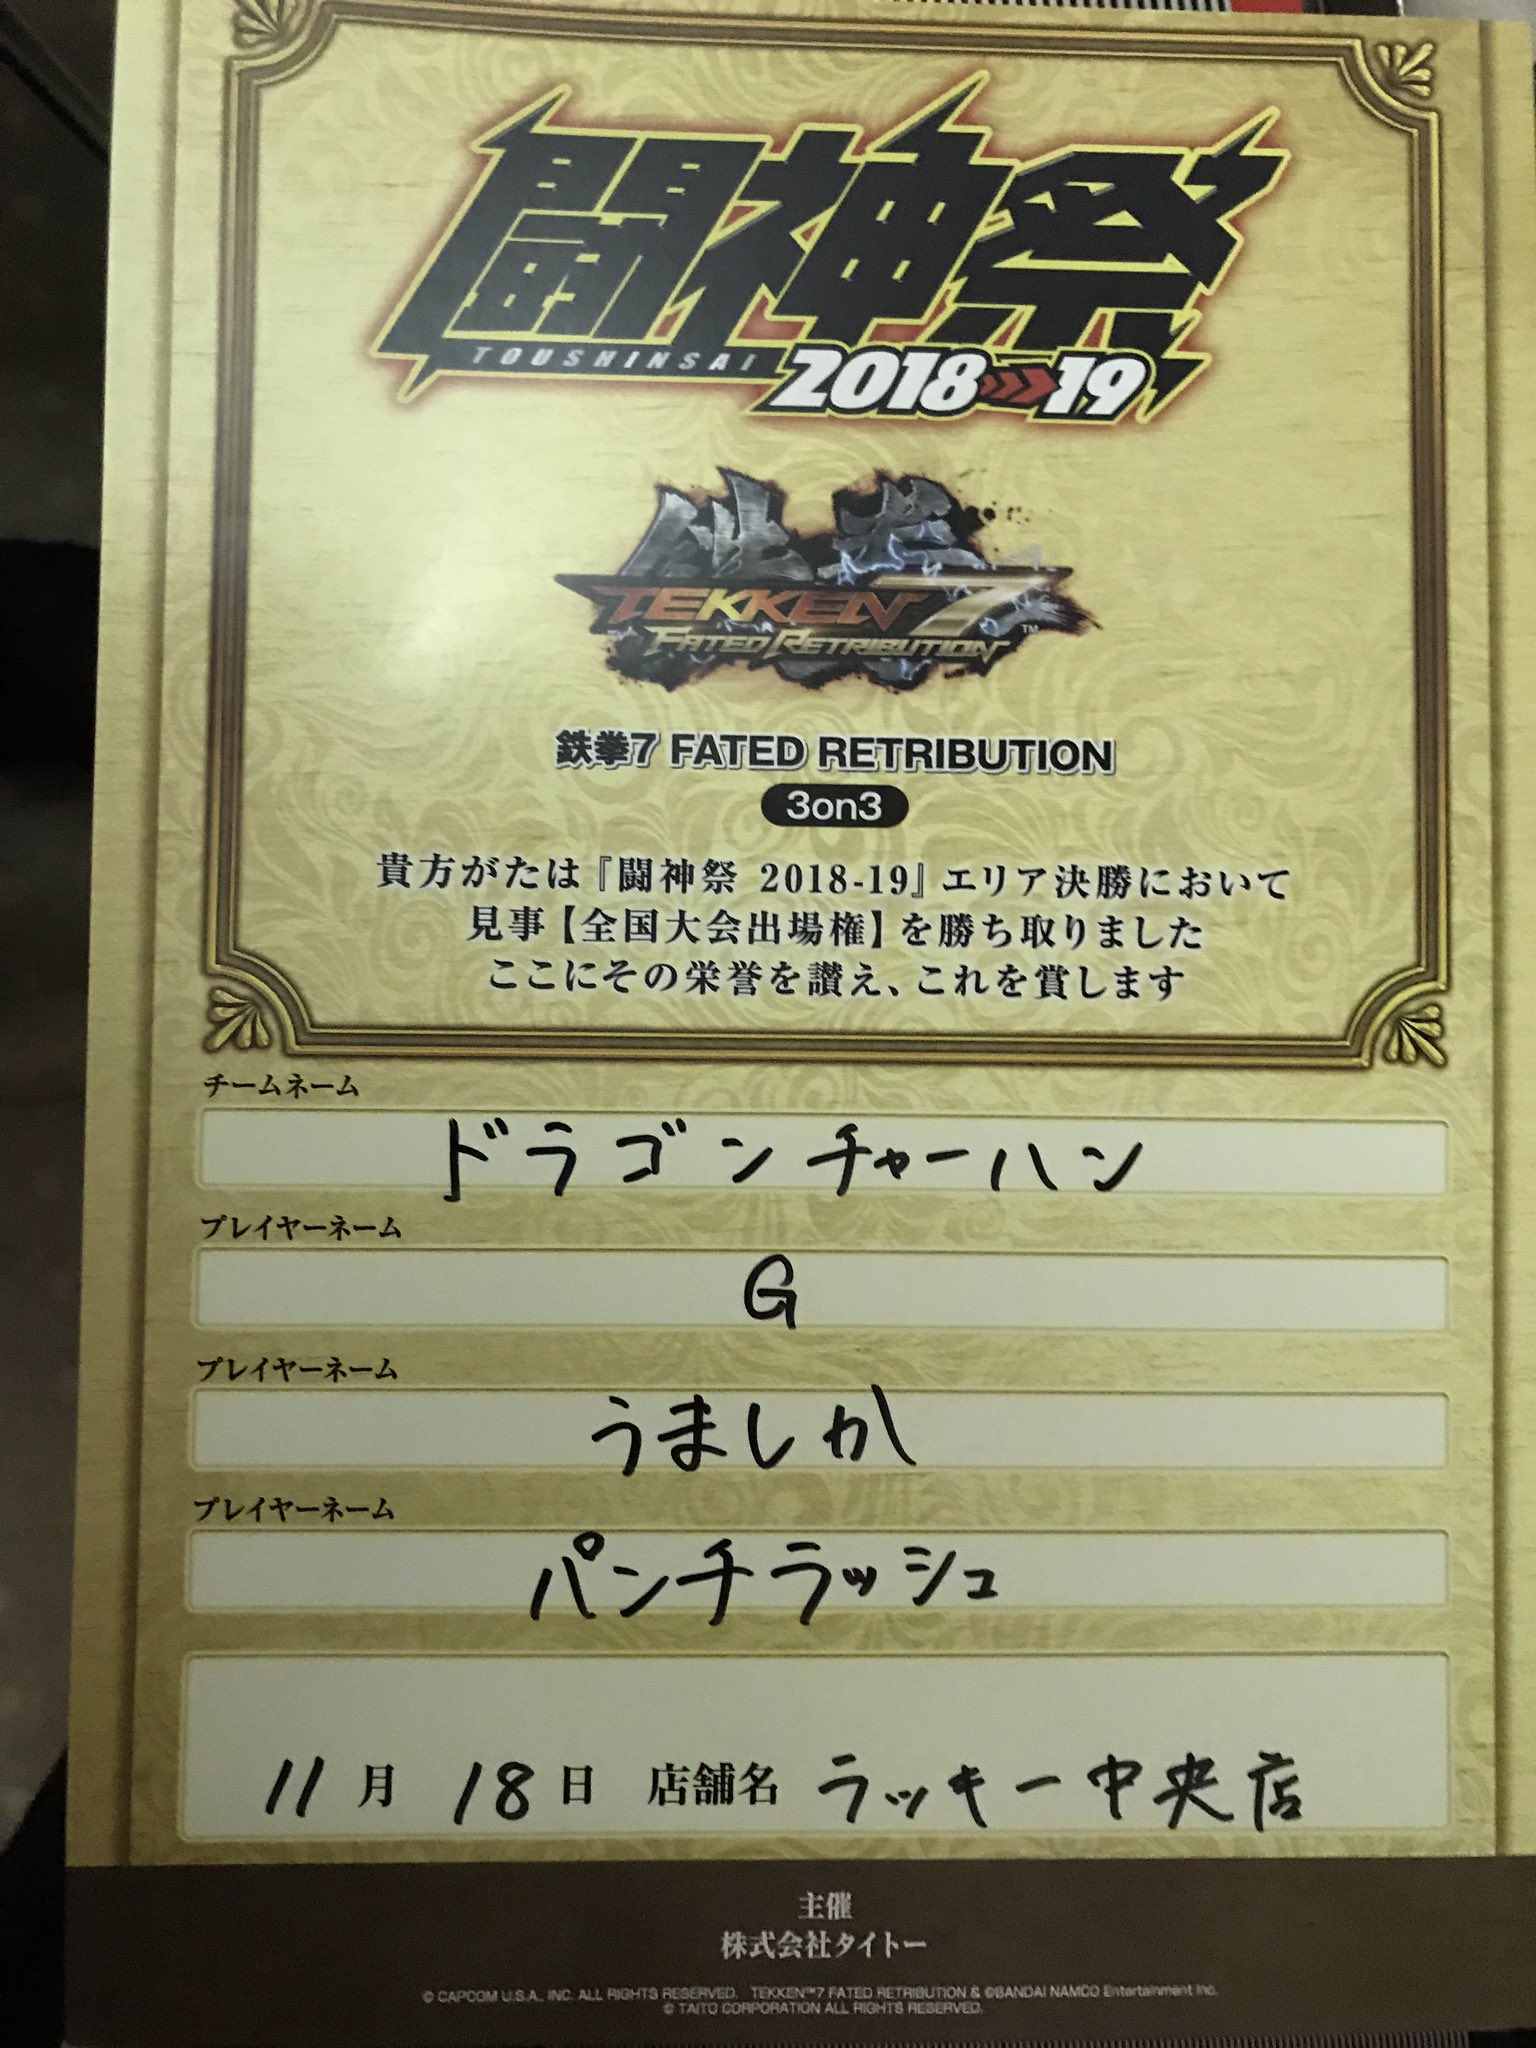 闘神祭
TOUSHINSAI
2018 19
鉄拳
TEKKEN 7
FATED RETRIBUTION ™
鉄拳7 FATED RETRIBUTION
3on3
貴方がたは『闘神祭 2018-19』エリア決勝において
見事【全国大会出場権】を勝ち取りました
ここにその栄誉を讃え、これを賞します
チームネーム
ドラゴンチャーハン
プレイヤーネーム
G
プレイヤーネーム
うましか
プレイヤーネーム
パンチラッシュ
11月 18日 店舗名 ラッキー中央店
主催
株式会社タイトー
© CAPCOM U.S.A., INC. ALL RIGHTS RESERVED. TEKKEN™7 FATED RETRIBUTION & ©BANDAI NAMCO Entertainment Inc.
© TAITO CORPORATION ALL RIGHTS RESERVED.